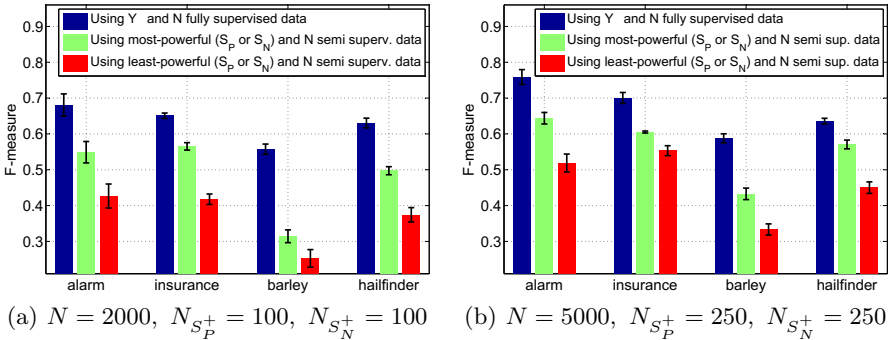 Using Y and N fully supervised data
Using most-powerful (S_P or S_N) and N semi superv. data
Using least-powerful (S_P or S_N) and N semi superv. data
F-measure
0.9
0.8
0.7
0.6
0.5
0.4
0.3
alarm insurance barley hailfinder
(a) N = 2000, N_{S_P^+} = 100, N_{S_N^+} = 100
Using Y and N fully supervised data
Using most-powerful (S_P or S_N) and N semi sup. data
Using least-powerful (S_P or S_N) and N semi sup. data
F-measure
0.9
0.8
0.7
0.6
0.5
0.4
0.3
alarm insurance barley hailfinder
(b) N = 5000, N_{S_P^+} = 250, N_{S_N^+} = 250